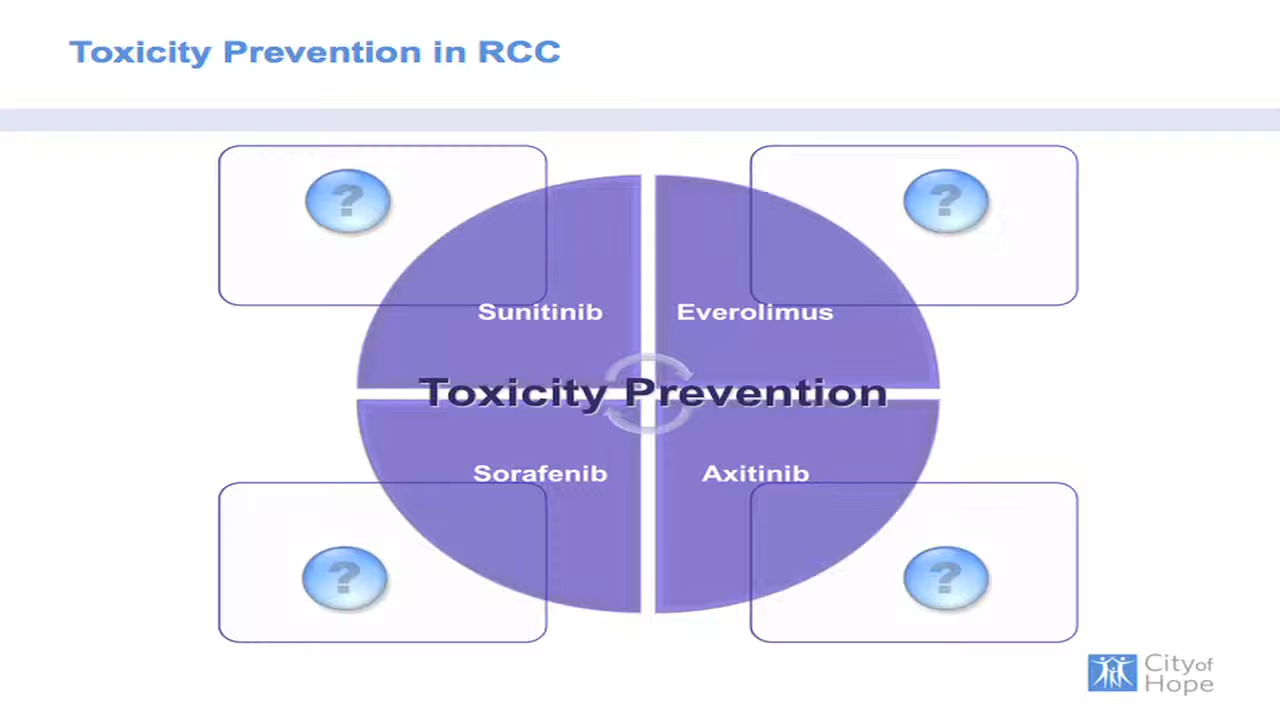 Toxicity Prevention in RCC
?
?
Sunitinib
Everolimus
Toxicity Prevention
Sorafenib
Axitinib
?
?
City of
Hope